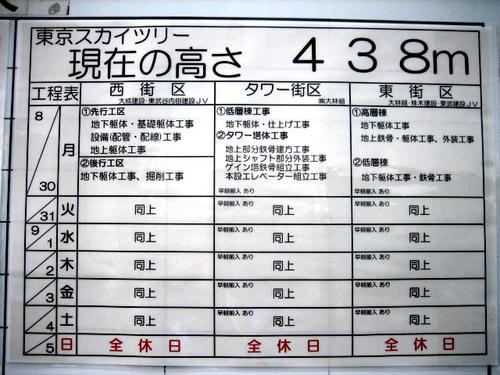 東京スカイツリー
現在の高さ 438m
工程表 西街区 タワー街区 東街区
大成建設・東武谷内田建設JV ㈱大林組 大林組・株木建設・東武建設JV
8/30 月
①先行工区
地下躯体・基礎躯体工事
設備(配管・配線)工事
地上躯体工事
②後行工区
地下躯体工事、掘削工事
①低層棟工事
地下躯体・仕上げ工事
②タワー塔体工事
地上部分鉄骨建方工事
地上シャフト部分外装工事
ゲイン塔鉄骨組立工事
本設エレベーター組立工事
早朝搬入 あり
①高層棟
地下躯体工事
地上鉄骨・躯体工事、外装工事
②低層棟
地下躯体工事・鉄骨工事
早朝搬入 あり
31 火 同上 早朝搬入 あり 同上 早朝搬入 あり 同上
9/1 水 同上 早朝搬入 あり 同上 早朝搬入 あり 同上
2 木 同上 早朝搬入 あり 同上 早朝搬入 あり 同上
3 金 同上 早朝搬入 あり 同上 早朝搬入 あり 同上
4 土 同上 早朝搬入 あり 同上 早朝搬入 あり 同上
5 日 全休日 全休日 全休日